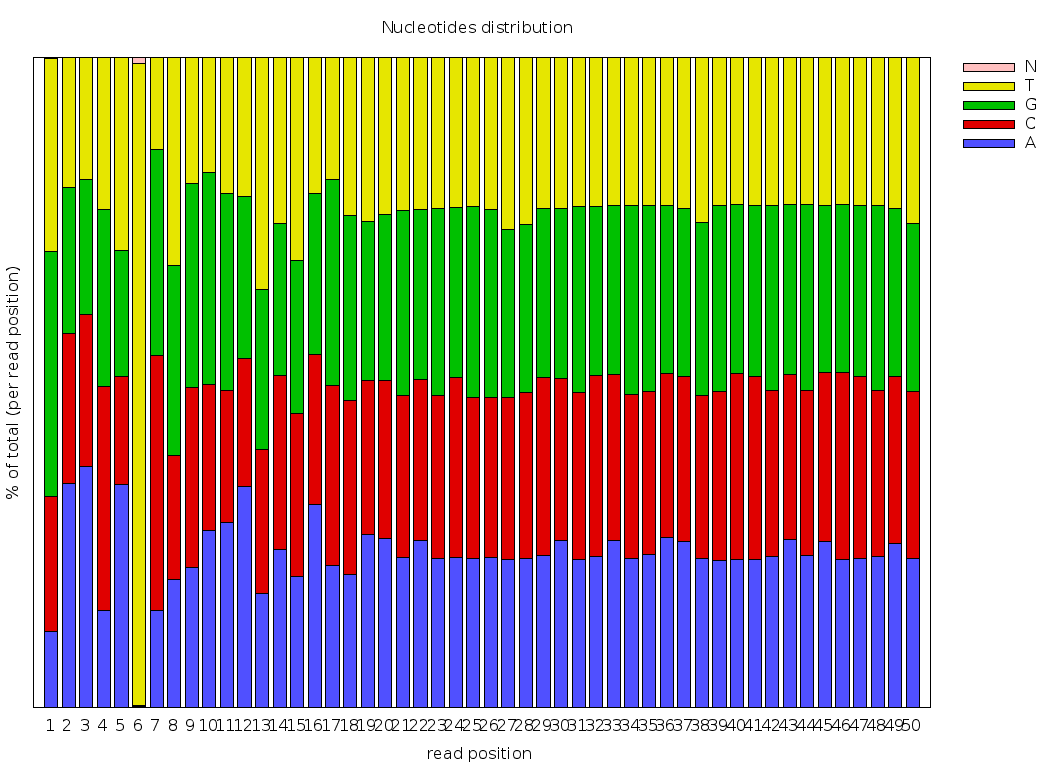 Nucleotides distribution
N
T
G
C
A
% of total (per read position)
1 2 3 4 5 6 7 8 9 10 11 12 13 14 15 16 17 18 19 20 21 22 23 24 25 26 27 28 29 30 31 32 33 34 35 36 37 38 39 40 41 42 43 44 45 46 47 48 49 50
read position